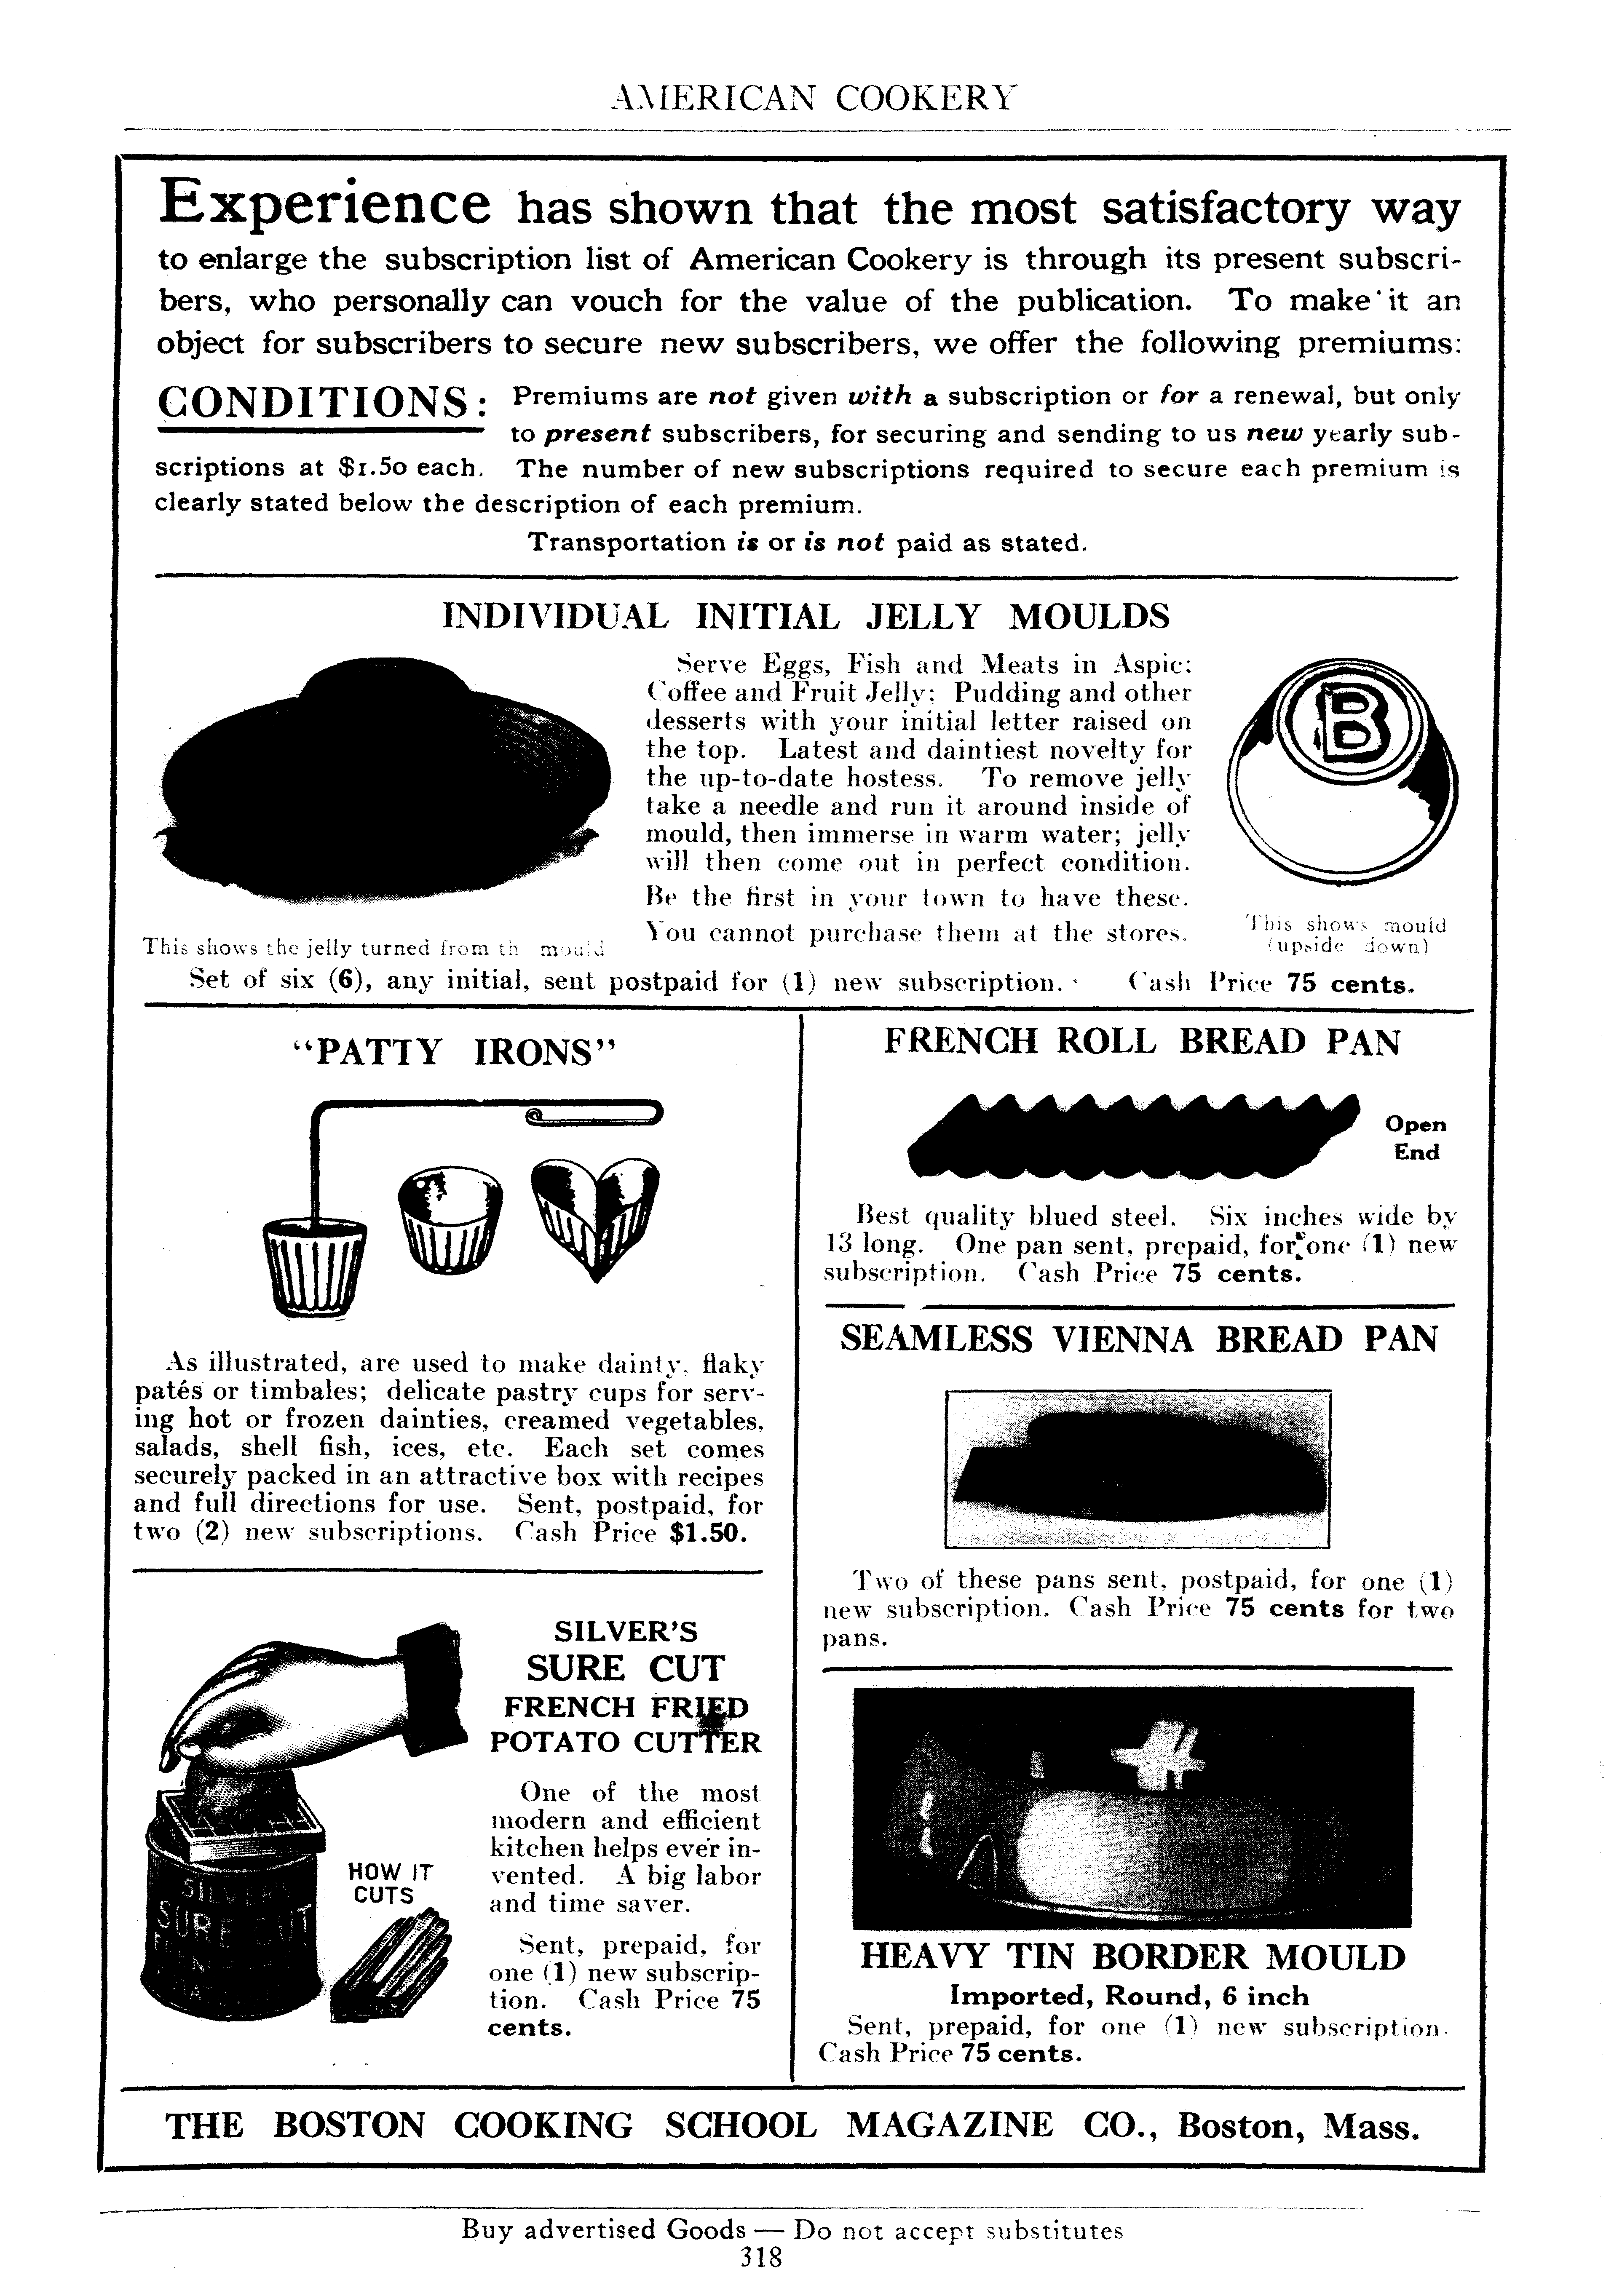 AMERICAN COOKERY
Experience has shown that the most satisfactory way
to enlarge the subscription list of American Cookery is through its present subscri-
bers, who personally can vouch for the value of the publication. To make it an
object for subscribers to secure new subscribers, we offer the following premiums:
CONDITIONS: Premiums are not given with a subscription or for a renewal, but only
to present subscribers, for securing and sending to us new yearly sub-
scriptions at $1.50 each. The number of new subscriptions required to secure each premium is
clearly stated below the description of each premium.
Transportation is or is not paid as stated.
INDIVIDUAL INITIAL JELLY MOULDS
Serve Eggs, Fish and Meats in Aspic;
Coffee and Fruit Jelly; Pudding and other
desserts with your initial letter raised on
the top. Latest and daintiest novelty for
the up-to-date hostess. To remove jelly
take a needle and run it around inside of
mould, then immerse in warm water; jelly
will then come out in perfect condition.
Be the first in your town to have these.
You cannot purchase them at the stores.
B
This shows the jelly turned from th mould
This shows mould
(upside down)
Set of six (6), any initial, sent postpaid for (1) new subscription. Cash Price 75 cents.
"PATTY IRONS"
As illustrated, are used to make dainty, flaky
patés or timbales; delicate pastry cups for serv-
ing hot or frozen dainties, creamed vegetables,
salads, shell fish, ices, etc. Each set comes
securely packed in an attractive box with recipes
and full directions for use. Sent, postpaid, for
two (2) new subscriptions. Cash Price $1.50.
SILVER'S
SURE CUT
FRENCH FRIED
POTATO CUTTER
One of the most
modern and efficient
kitchen helps ever in-
vented. A big labor
and time saver.
Sent, prepaid, for
one (1) new subscrip-
tion. Cash Price 75
cents.
HOW IT
CUTS
SILVER'S
SURE CUT
FRENCH ROLL BREAD PAN
Open
End
Best quality blued steel. Six inches wide by
13 long. One pan sent, prepaid, for one (1) new
subscription. Cash Price 75 cents.
SEAMLESS VIENNA BREAD PAN
Two of these pans sent, postpaid, for one (1)
new subscription. Cash Price 75 cents for two
pans.
HEAVY TIN BORDER MOULD
Imported, Round, 6 inch
Sent, prepaid, for one (1) new subscription.
Cash Price 75 cents.
THE BOSTON COOKING SCHOOL MAGAZINE CO., Boston, Mass.
Buy advertised Goods — Do not accept substitutes
318